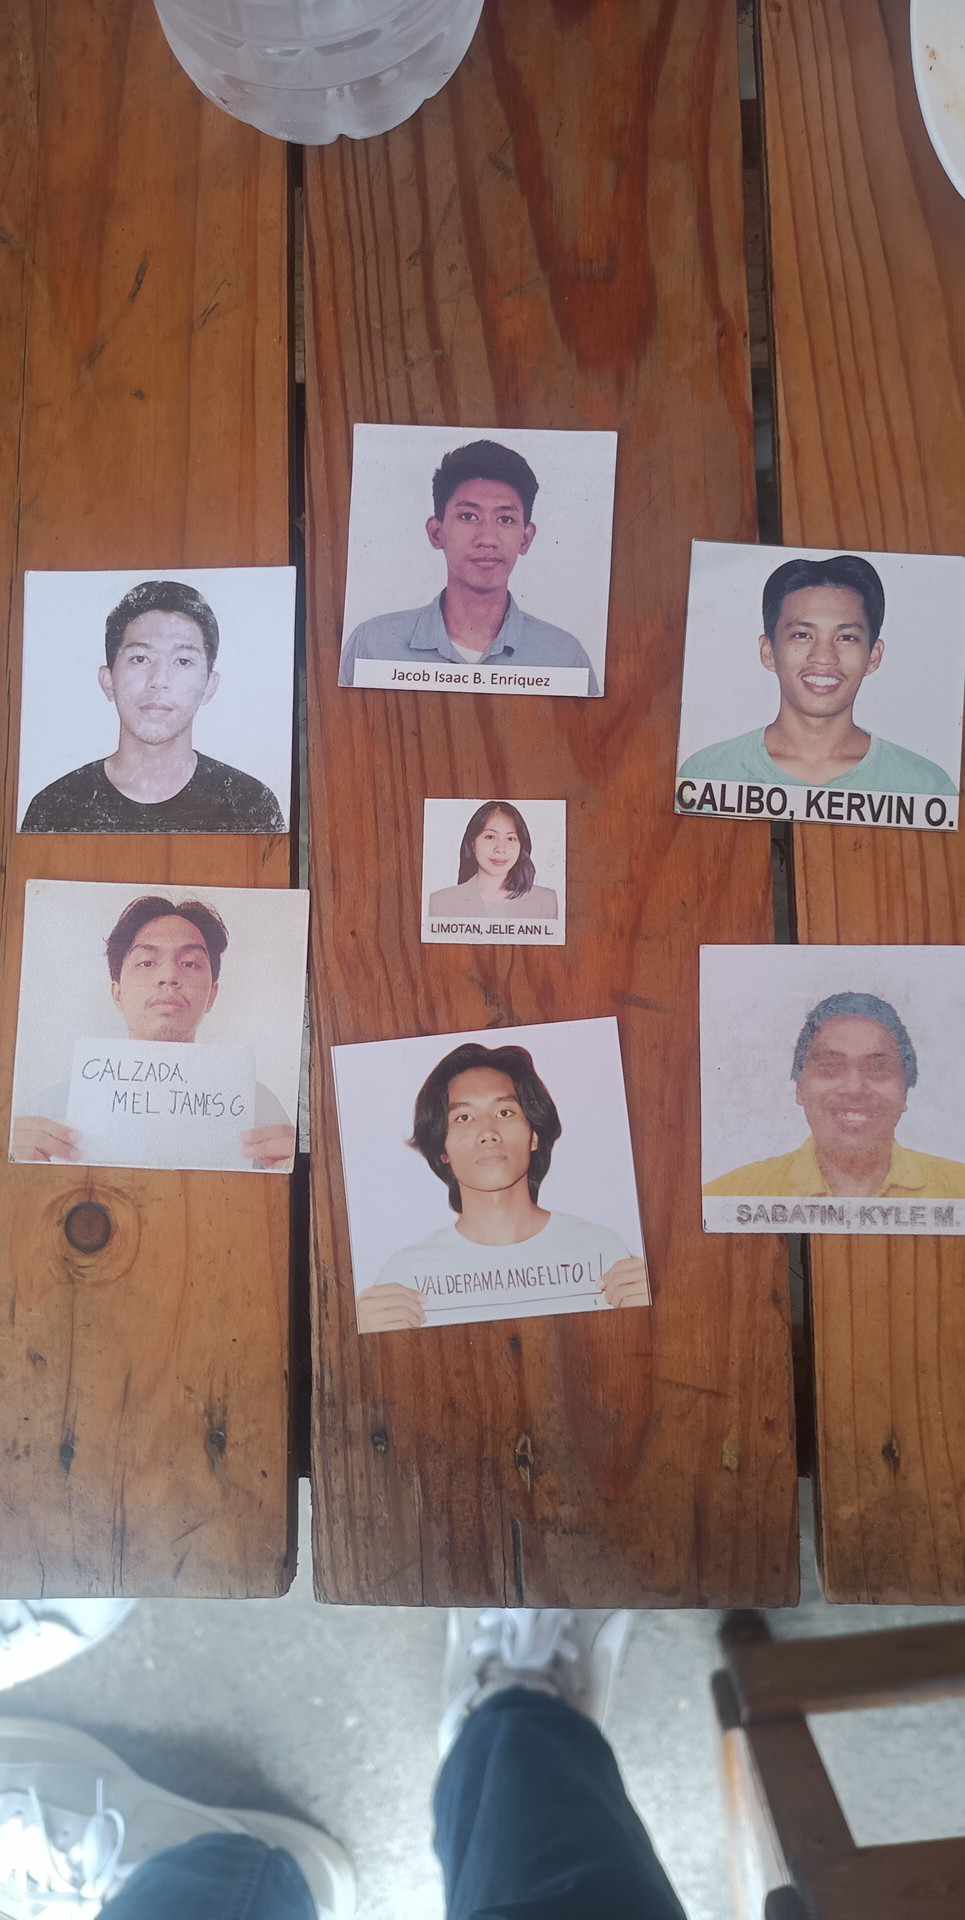 Jacob Isaac B. Enriquez
CALIBO, KERVIN O.
LIMOTAN, JELIE ANN L.
CALZADA,
MEL JAMES G
VALDERAMA, ANGELITO L
SABATIN, KYLE M.